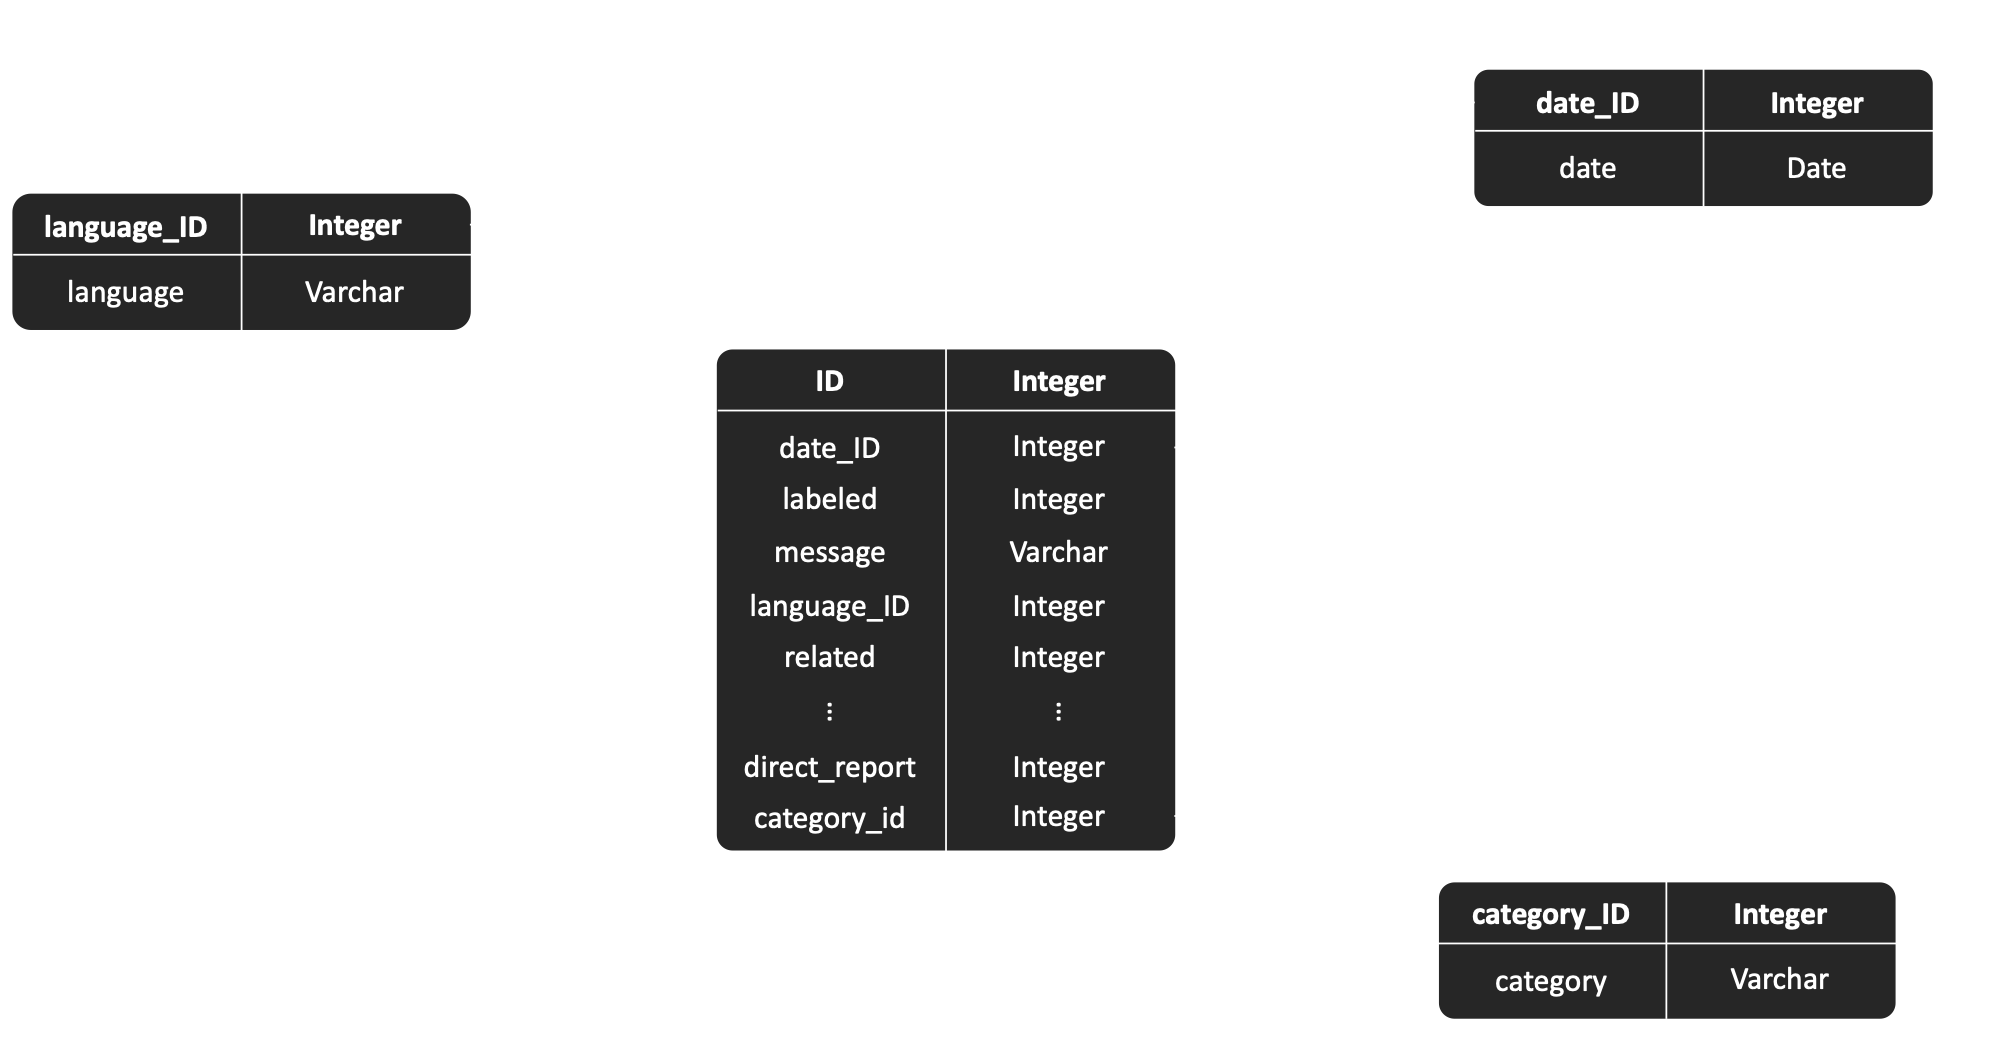 date_ID Integer
date Date
language_ID Integer
language Varchar
ID Integer
date_ID Integer
labeled Integer
message Varchar
language_ID Integer
related Integer
⋮ ⋮
direct_report Integer
category_id Integer
category_ID Integer
category Varchar